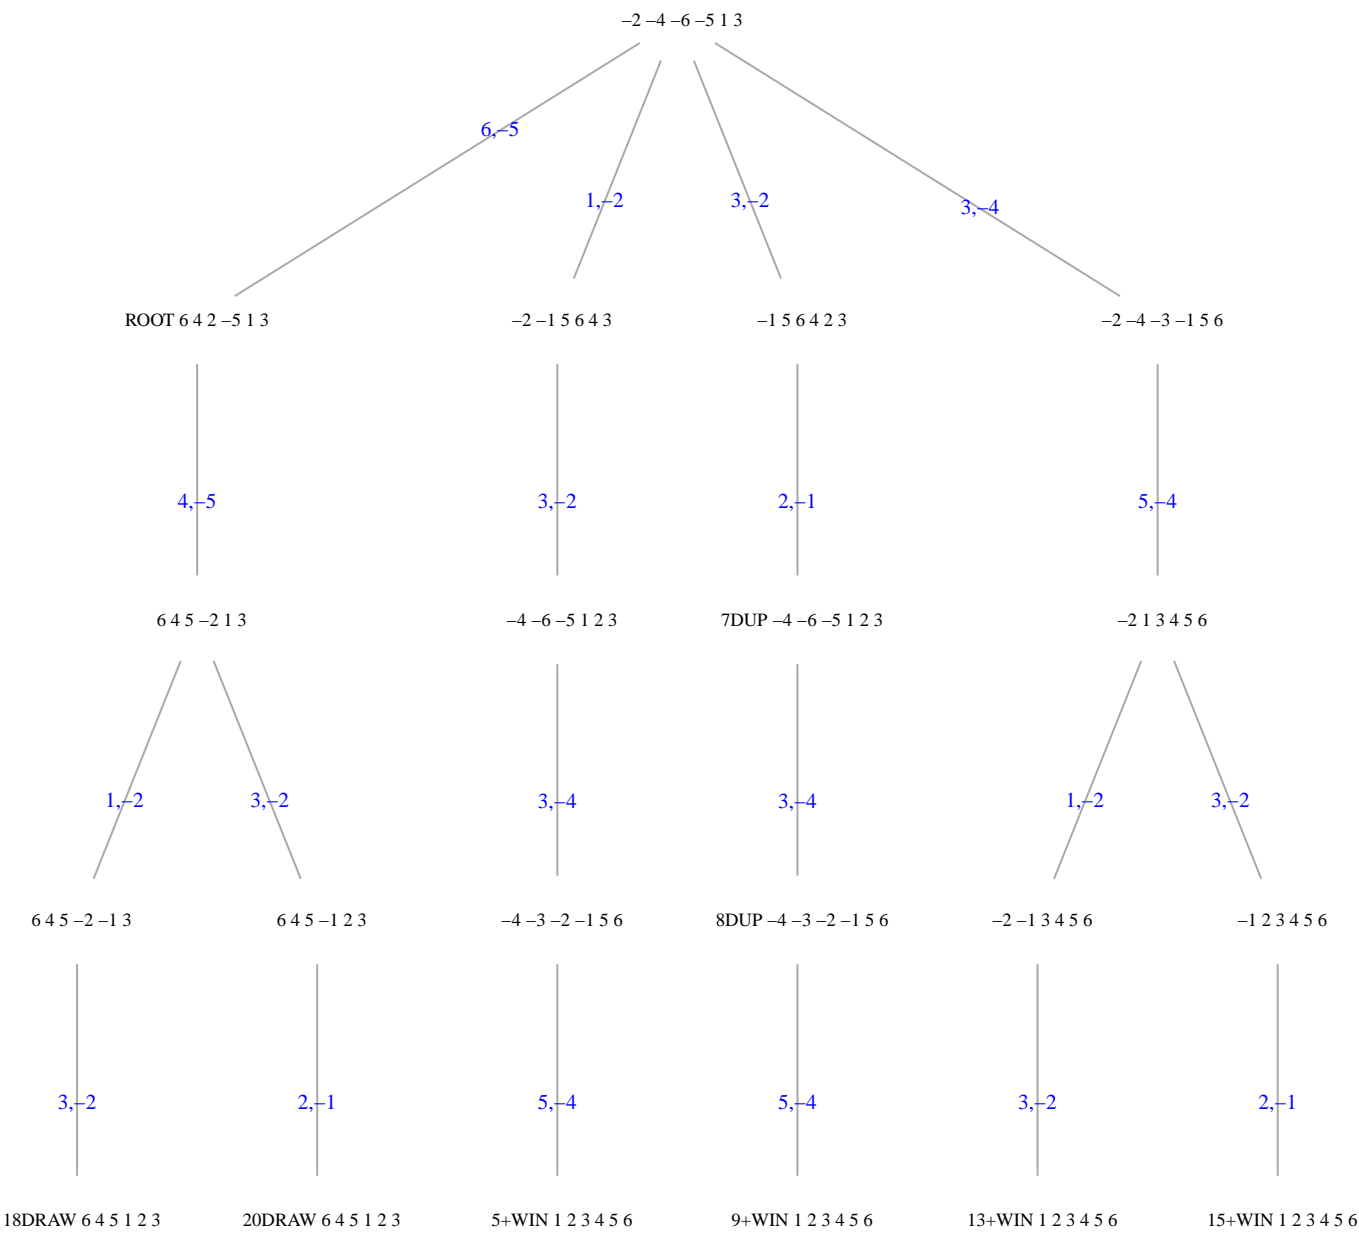 –2 –4 –6 –5 1 3
6,–5
1,–2
3,–2
3,–4
ROOT 6 4 2 –5 1 3
–2 –1 5 6 4 3
–1 5 6 4 2 3
–2 –4 –3 –1 5 6
4,–5
3,–2
2,–1
5,–4
6 4 5 –2 1 3
–4 –6 –5 1 2 3
7DUP –4 –6 –5 1 2 3
–2 1 3 4 5 6
1,–2
3,–2
3,–4
3,–4
1,–2
3,–2
6 4 5 –2 –1 3
6 4 5 –1 2 3
–4 –3 –2 –1 5 6
8DUP –4 –3 –2 –1 5 6
–2 –1 3 4 5 6
–1 2 3 4 5 6
3,–2
2,–1
5,–4
5,–4
3,–2
2,–1
18DRAW 6 4 5 1 2 3
20DRAW 6 4 5 1 2 3
5+WIN 1 2 3 4 5 6
9+WIN 1 2 3 4 5 6
13+WIN 1 2 3 4 5 6
15+WIN 1 2 3 4 5 6